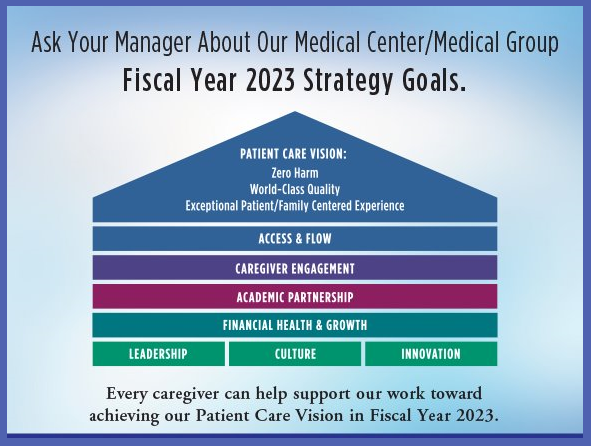 Ask Your Manager About Our Medical Center/Medical Group
Fiscal Year 2023 Strategy Goals.
PATIENT CARE VISION:
Zero Harm
World-Class Quality
Exceptional Patient/Family Centered Experience
ACCESS & FLOW
CAREGIVER ENGAGEMENT
ACADEMIC PARTNERSHIP
FINANCIAL HEALTH & GROWTH
LEADERSHIP CULTURE INNOVATION
Every caregiver can help support our work toward
achieving our Patient Care Vision in Fiscal Year 2023.